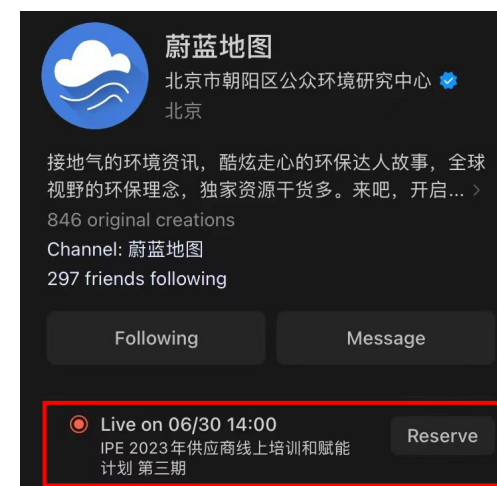 蔚蓝地图
北京市朝阳区公众环境研究中心
北京
接地气的环境资讯，酷炫走心的环保达人故事，全球
视野的环保理念，独家资源干货多。来吧，开启... >
846 original creations
Channel: 蔚蓝地图
297 friends following
Following
Message
Live on 06/30 14:00
IPE 2023年供应商线上培训和赋能
计划 第三期
Reserve